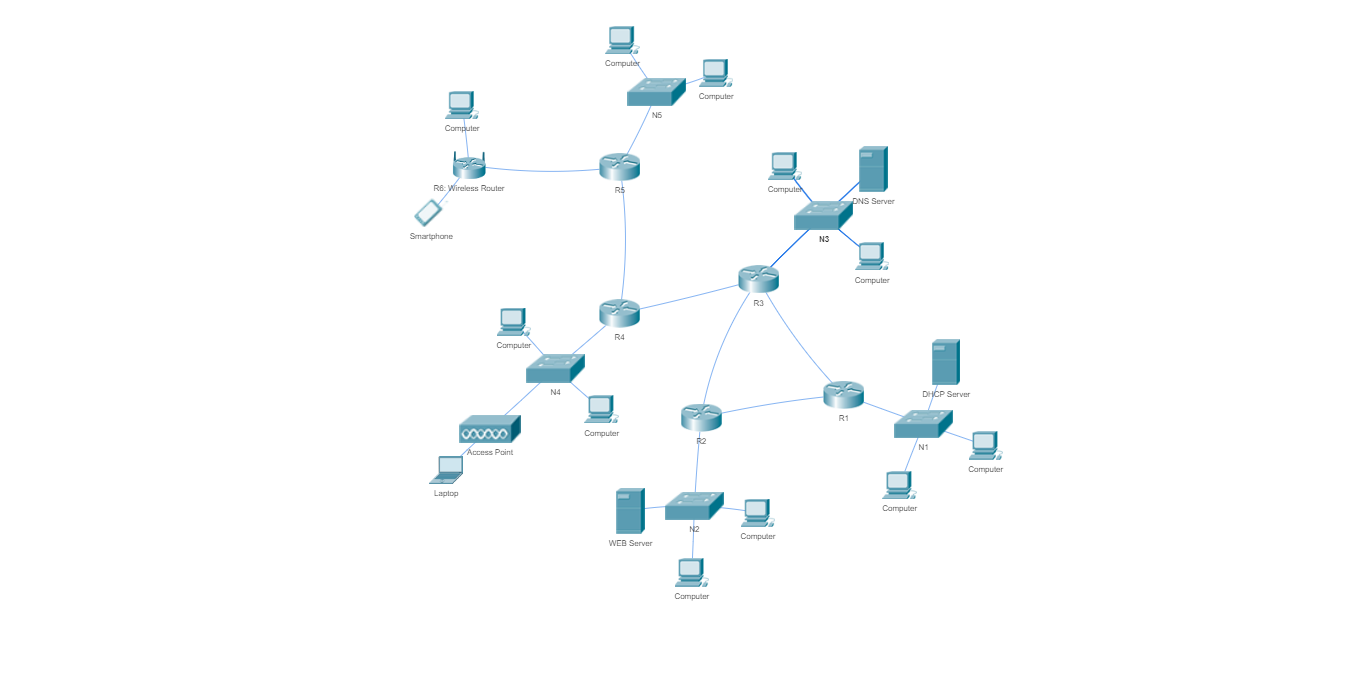 Computer
Computer
N5
Computer
R6: Wireless Router
R5
Smartphone
Computer
DNS Server
N3
Computer
R3
R4
Computer
N4
Computer
Access Point
Laptop
R2
R1
DHCP Server
N1
Computer
Computer
WEB Server
N2
Computer
Computer